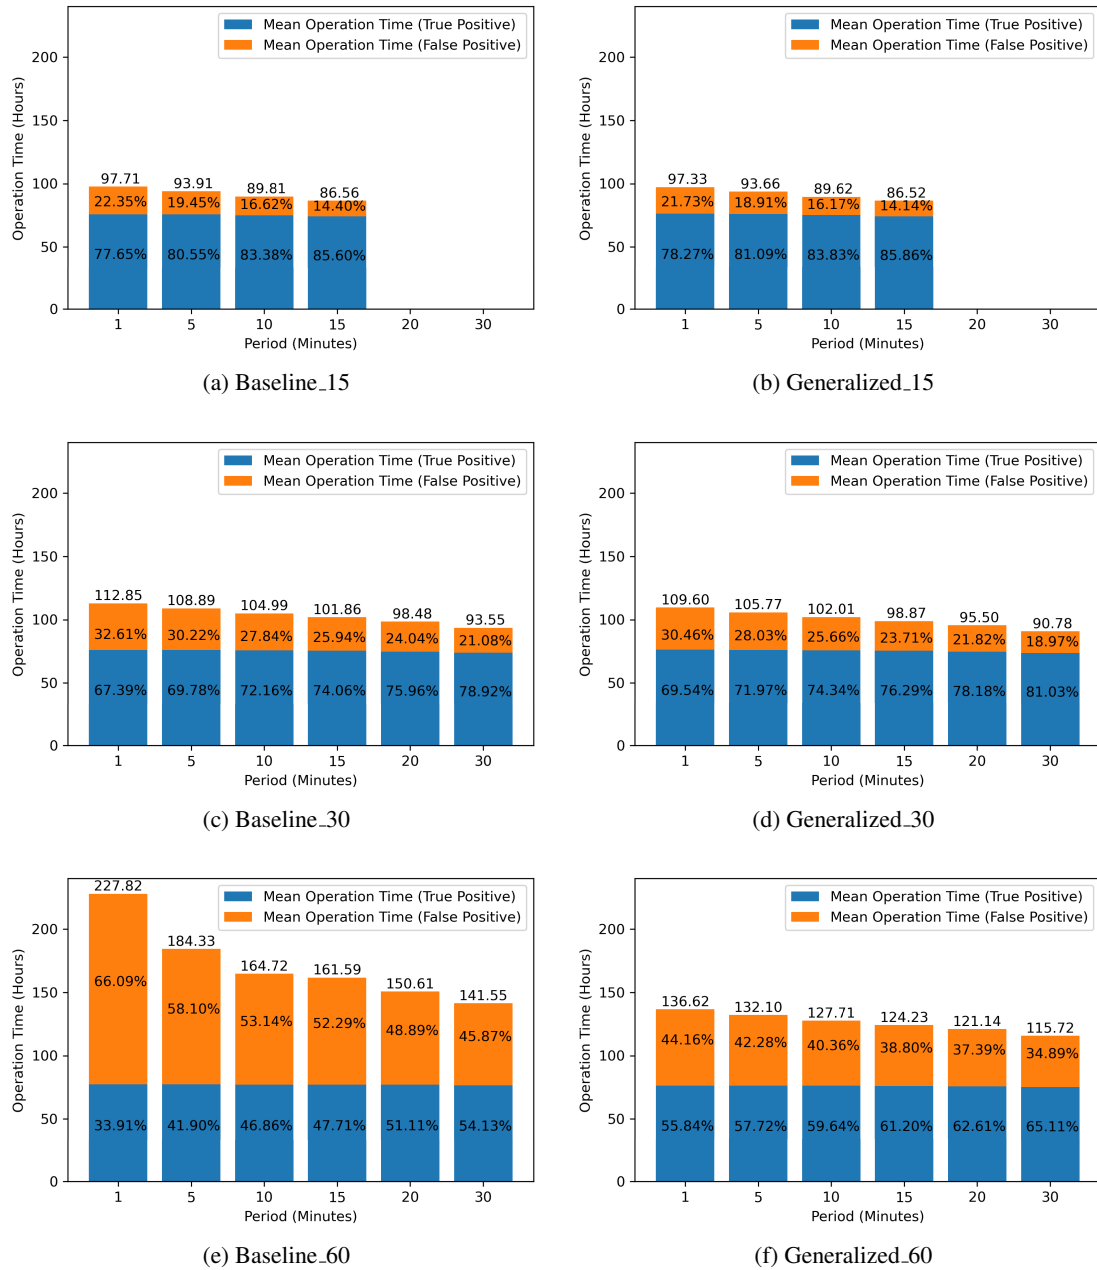 Mean Operation Time (True Positive)
Mean Operation Time (False Positive)
Operation Time (Hours)
200
150
100
50
0
97.71 93.91 89.81 86.56
22.35% 19.45% 16.62% 14.40%
77.65% 80.55% 83.38% 85.60%
1 5 10 15 20 30
Period (Minutes)
(a) Baseline_15
Mean Operation Time (True Positive)
Mean Operation Time (False Positive)
Operation Time (Hours)
200
150
100
50
0
97.33 93.66 89.62 86.52
21.73% 18.91% 16.17% 14.14%
78.27% 81.09% 83.83% 85.86%
1 5 10 15 20 30
Period (Minutes)
(b) Generalized_15
Mean Operation Time (True Positive)
Mean Operation Time (False Positive)
Operation Time (Hours)
200
150
100
50
0
112.85 108.89 104.99 101.86 98.48 93.55
32.61% 30.22% 27.84% 25.94% 24.04% 21.08%
67.39% 69.78% 72.16% 74.06% 75.96% 78.92%
1 5 10 15 20 30
Period (Minutes)
(c) Baseline_30
Mean Operation Time (True Positive)
Mean Operation Time (False Positive)
Operation Time (Hours)
200
150
100
50
0
109.60 105.77 102.01 98.87 95.50 90.78
30.46% 28.03% 25.66% 23.71% 21.82% 18.97%
69.54% 71.97% 74.34% 76.29% 78.18% 81.03%
1 5 10 15 20 30
Period (Minutes)
(d) Generalized_30
Mean Operation Time (True Positive)
Mean Operation Time (False Positive)
Operation Time (Hours)
200
150
100
50
0
227.82 184.33 164.72 161.59 150.61 141.55
66.09% 58.10% 53.14% 52.29% 48.89% 45.87%
33.91% 41.90% 46.86% 47.71% 51.11% 54.13%
1 5 10 15 20 30
Period (Minutes)
(e) Baseline_60
Mean Operation Time (True Positive)
Mean Operation Time (False Positive)
Operation Time (Hours)
200
150
100
50
0
136.62 132.10 127.71 124.23 121.14 115.72
44.16% 42.28% 40.36% 38.80% 37.39% 34.89%
55.84% 57.72% 59.64% 61.20% 62.61% 65.11%
1 5 10 15 20 30
Period (Minutes)
(f) Generalized_60